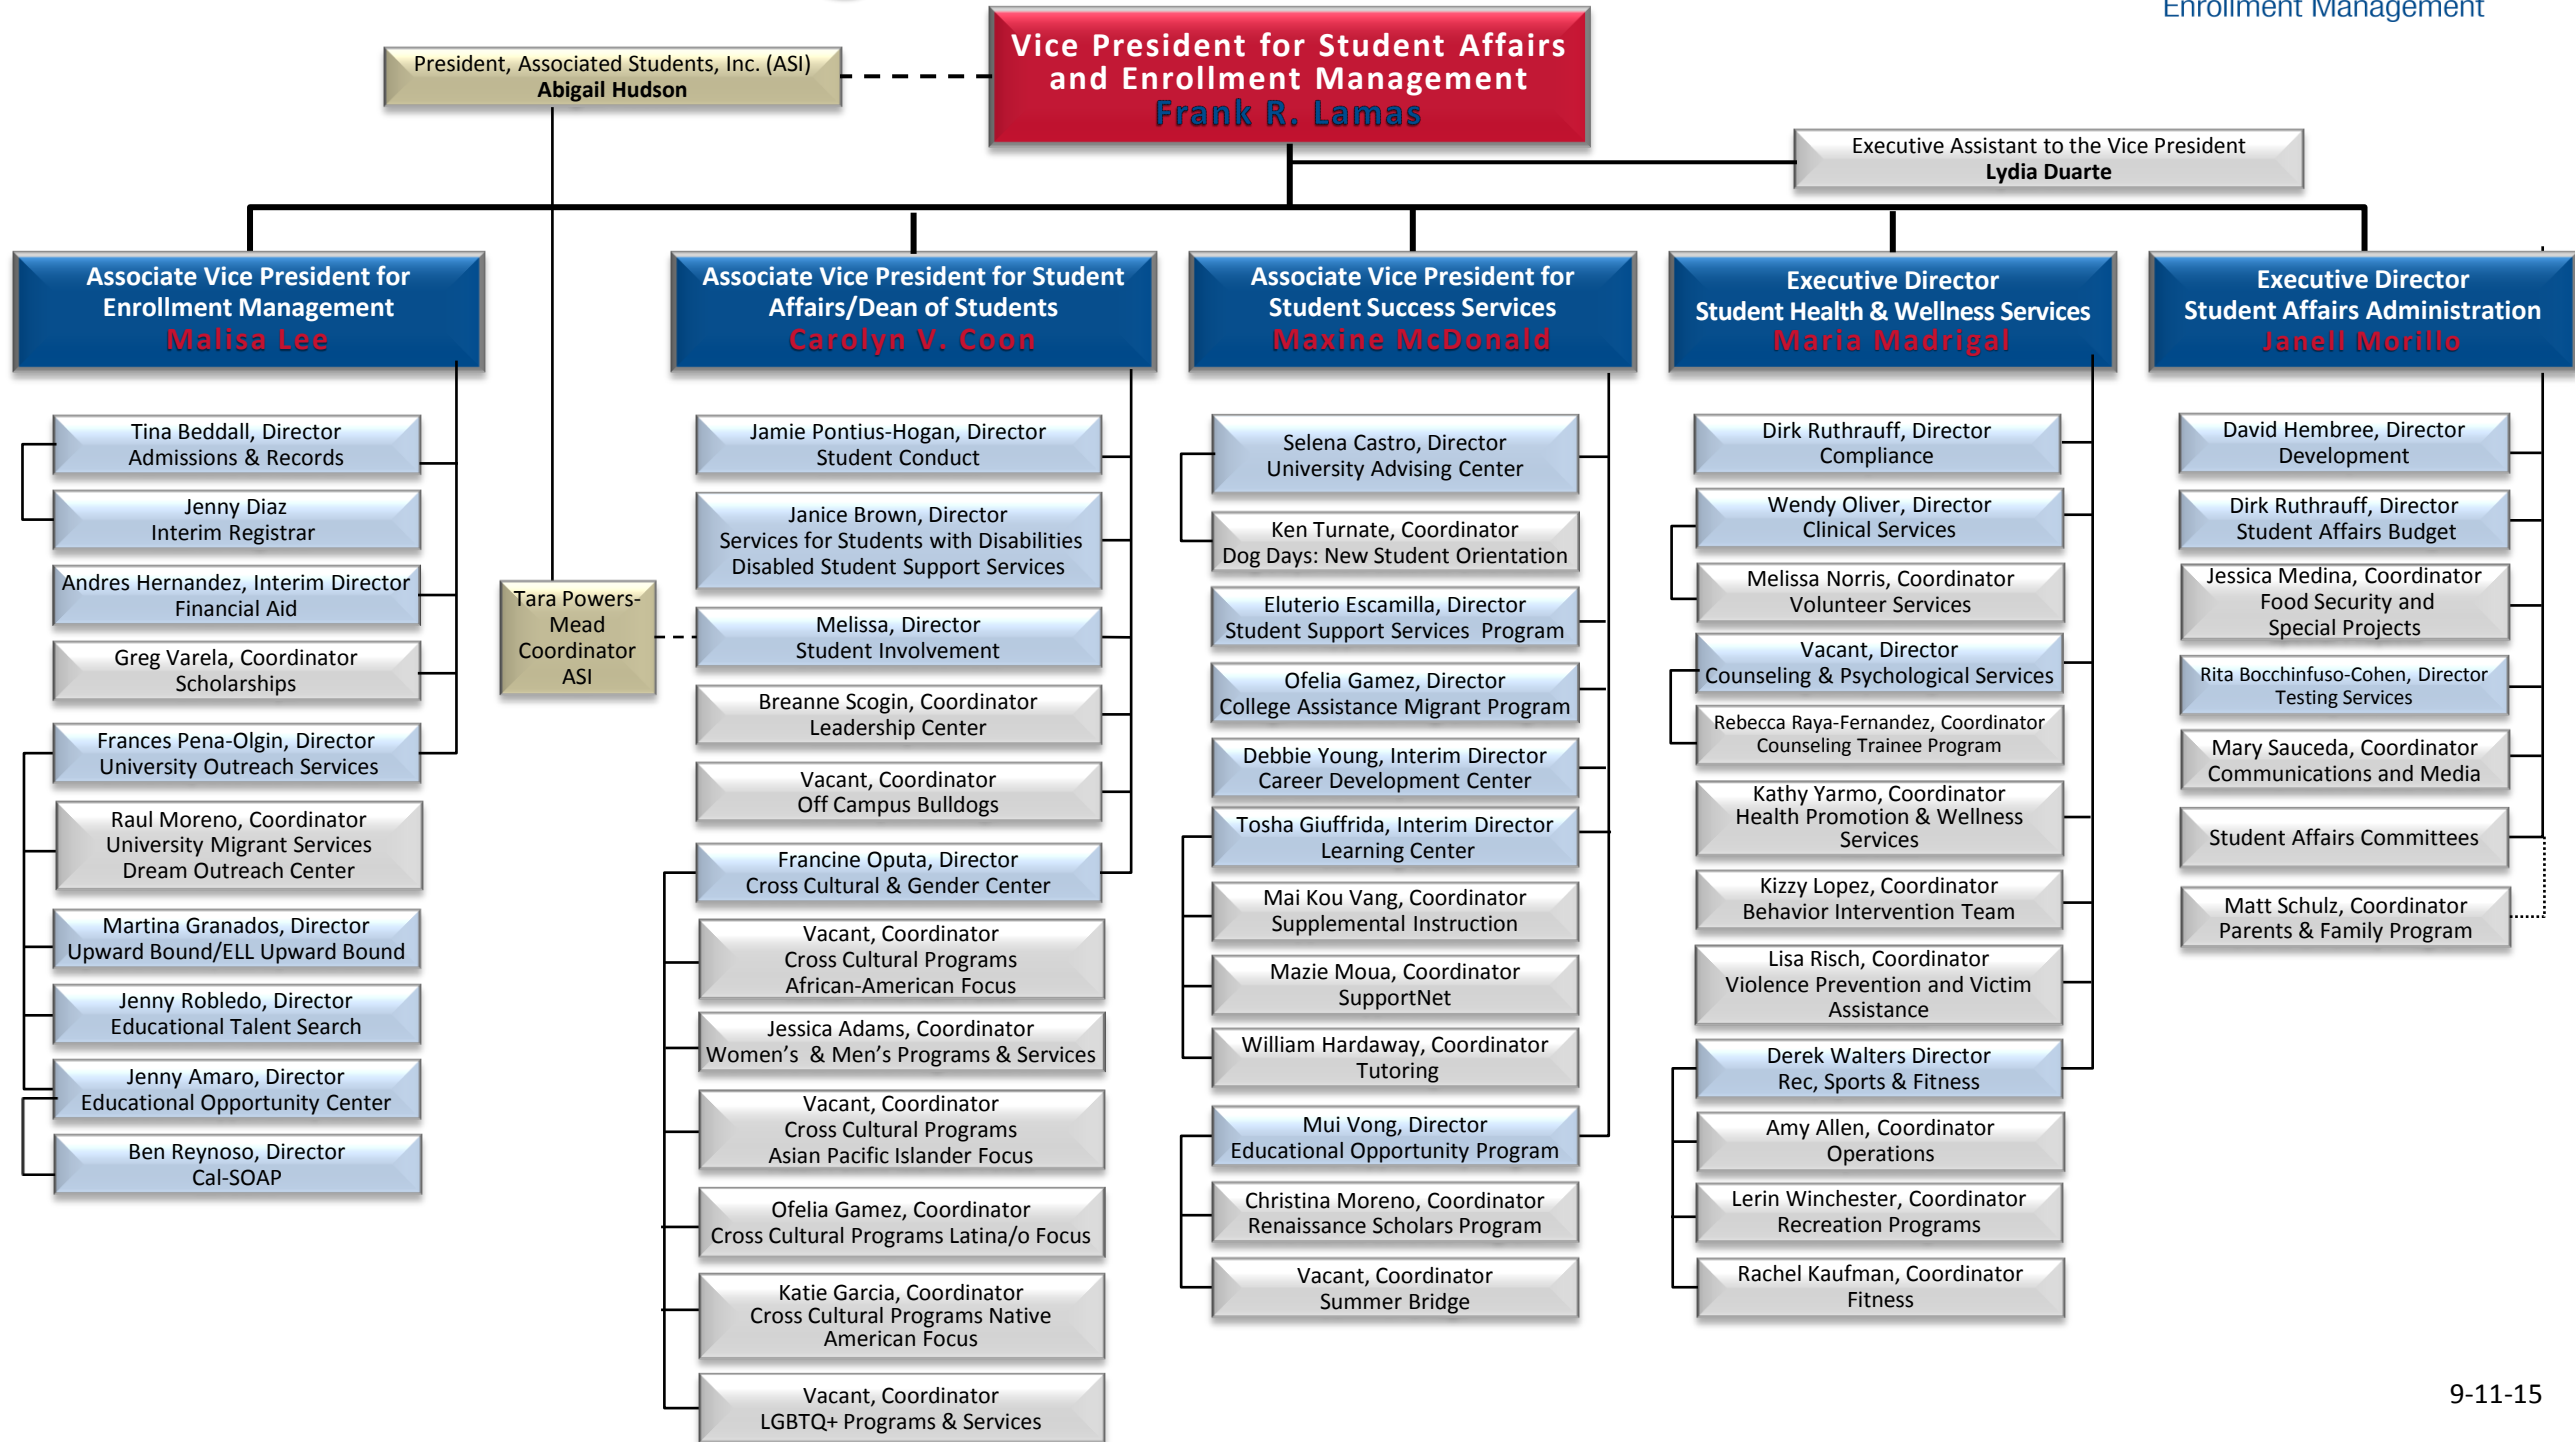 Enrollment Management
Vice President for Student Affairs
and Enrollment Management
Frank R. Lamas
President, Associated Students, Inc. (ASI)
Abigail Hudson
Executive Assistant to the Vice President
Lydia Duarte
Associate Vice President for
Enrollment Management
Malisa Lee
Tina Beddall, Director
Admissions & Records
Jenny Diaz
Interim Registrar
Andres Hernandez, Interim Director
Financial Aid
Greg Varela, Coordinator
Scholarships
Frances Pena-Olgin, Director
University Outreach Services
Raul Moreno, Coordinator
University Migrant Services
Dream Outreach Center
Martina Granados, Director
Upward Bound/ELL Upward Bound
Jenny Robledo, Director
Educational Talent Search
Jenny Amaro, Director
Educational Opportunity Center
Ben Reynoso, Director
Cal-SOAP
Tara Powers-
Mead
Coordinator
ASI
Associate Vice President for Student
Affairs/Dean of Students
Carolyn V. Coon
Jamie Pontius-Hogan, Director
Student Conduct
Janice Brown, Director
Services for Students with Disabilities
Disabled Student Support Services
Melissa, Director
Student Involvement
Breanne Scogin, Coordinator
Leadership Center
Vacant, Coordinator
Off Campus Bulldogs
Francine Oputa, Director
Cross Cultural & Gender Center
Vacant, Coordinator
Cross Cultural Programs
African-American Focus
Jessica Adams, Coordinator
Women's & Men's Programs & Services
Vacant, Coordinator
Cross Cultural Programs
Asian Pacific Islander Focus
Ofelia Gamez, Coordinator
Cross Cultural Programs Latina/o Focus
Katie Garcia, Coordinator
Cross Cultural Programs Native
American Focus
Vacant, Coordinator
LGBTQ+ Programs & Services
Associate Vice President for
Student Success Services
Maxine McDonald
Selena Castro, Director
University Advising Center
Ken Turnate, Coordinator
Dog Days: New Student Orientation
Eluterio Escamilla, Director
Student Support Services Program
Ofelia Gamez, Director
College Assistance Migrant Program
Debbie Young, Interim Director
Career Development Center
Tosha Giuffrida, Interim Director
Learning Center
Mai Kou Vang, Coordinator
Supplemental Instruction
Mazie Moua, Coordinator
SupportNet
William Hardaway, Coordinator
Tutoring
Mui Vong, Director
Educational Opportunity Program
Christina Moreno, Coordinator
Renaissance Scholars Program
Vacant, Coordinator
Summer Bridge
Executive Director
Student Health & Wellness Services
Maria Madrigal
Dirk Ruthrauff, Director
Compliance
Wendy Oliver, Director
Clinical Services
Melissa Norris, Coordinator
Volunteer Services
Vacant, Director
Counseling & Psychological Services
Rebecca Raya-Fernandez, Coordinator
Counseling Trainee Program
Kathy Yarmo, Coordinator
Health Promotion & Wellness
Services
Kizzy Lopez, Coordinator
Behavior Intervention Team
Lisa Risch, Coordinator
Violence Prevention and Victim
Assistance
Derek Walters Director
Rec, Sports & Fitness
Amy Allen, Coordinator
Operations
Lerin Winchester, Coordinator
Recreation Programs
Rachel Kaufman, Coordinator
Fitness
Executive Director
Student Affairs Administration
Janell Morillo
David Hembree, Director
Development
Dirk Ruthrauff, Director
Student Affairs Budget
Jessica Medina, Coordinator
Food Security and
Special Projects
Rita Bocchinfuso-Cohen, Director
Testing Services
Mary Sauceda, Coordinator
Communications and Media
Student Affairs Committees
Matt Schulz, Coordinator
Parents & Family Program
9-11-15